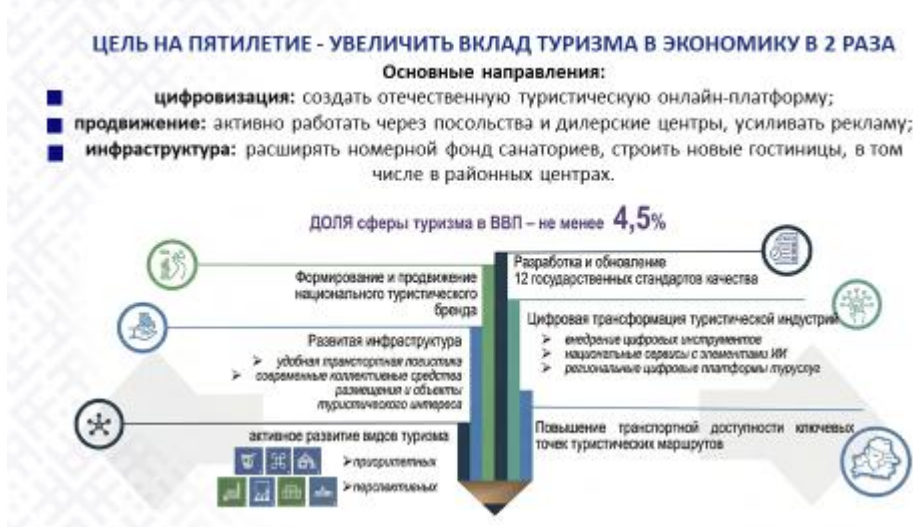 ЦЕЛЬ НА ПЯТИЛЕТИЕ - УВЕЛИЧИТЬ ВКЛАД ТУРИЗМА В ЭКОНОМИКУ В 2 РАЗА
Основные направления:
цифровизация: создать отечественную туристическую онлайн-платформу;
продвижение: активно работать через посольства и дилерские центры, усиливать рекламу;
инфраструктура: расширять номерной фонд санаториев, строить новые гостиницы, в том
числе в районных центрах.
ДОЛЯ сферы туризма в ВВП – не менее 4,5%
Формирование и продвижение
национального туристического
бренда
Развитая инфраструктура
удобная транспортная логистика
современные коллективные средства
размещения и объекты
туристического интереса
активное развитие видов туризма
приоритетных
перспективных
Разработка и обновление
12 государственных стандартов качества
Цифровая трансформация туристической индустрии
внедрение цифровых инструментов
национальные сервисы с элементами ИИ
региональные цифровые платформы туруслуг
Повышение транспортной доступности ключевых
точек туристических маршрутов